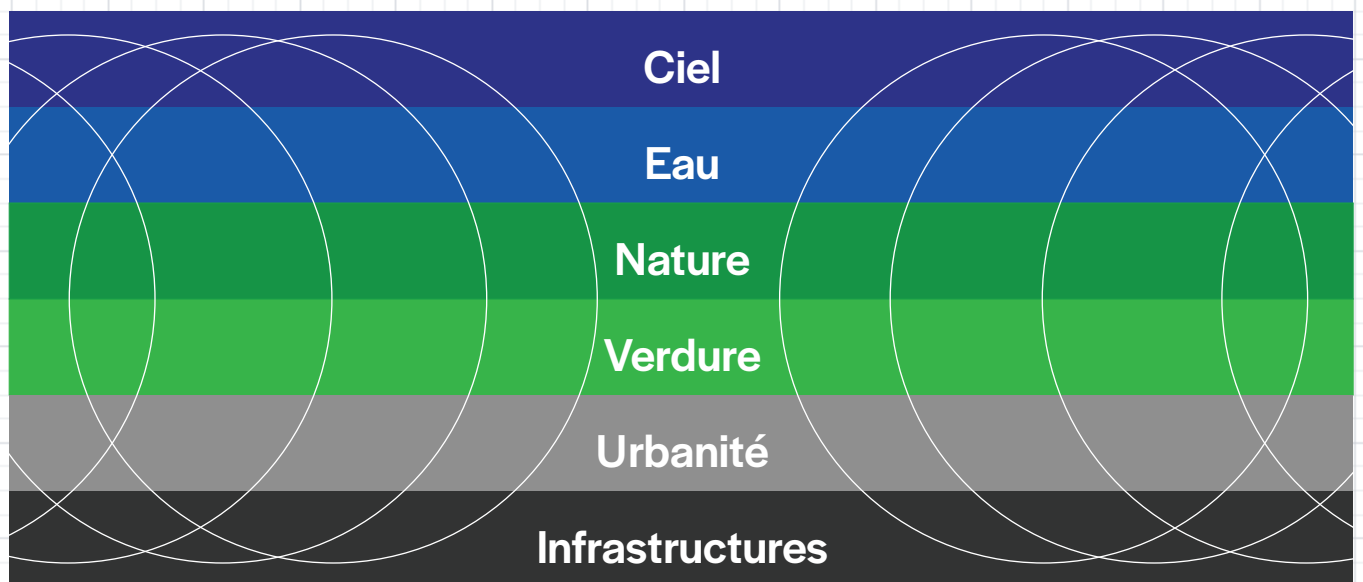 Ciel
Eau
Nature
Verdure
Urbanité
Infrastructures